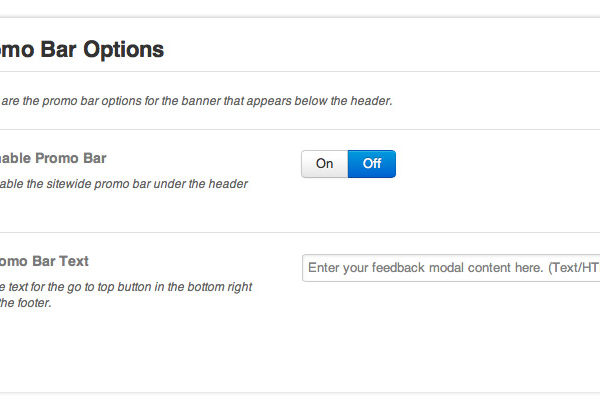 omo Bar Options
are the promo bar options for the banner that appears below the header.
able Promo Bar
On Off
able the sitewide promo bar under the header
omo Bar Text
Enter your feedback modal content here. (Text/HT
e text for the go to top button in the bottom right
the footer.